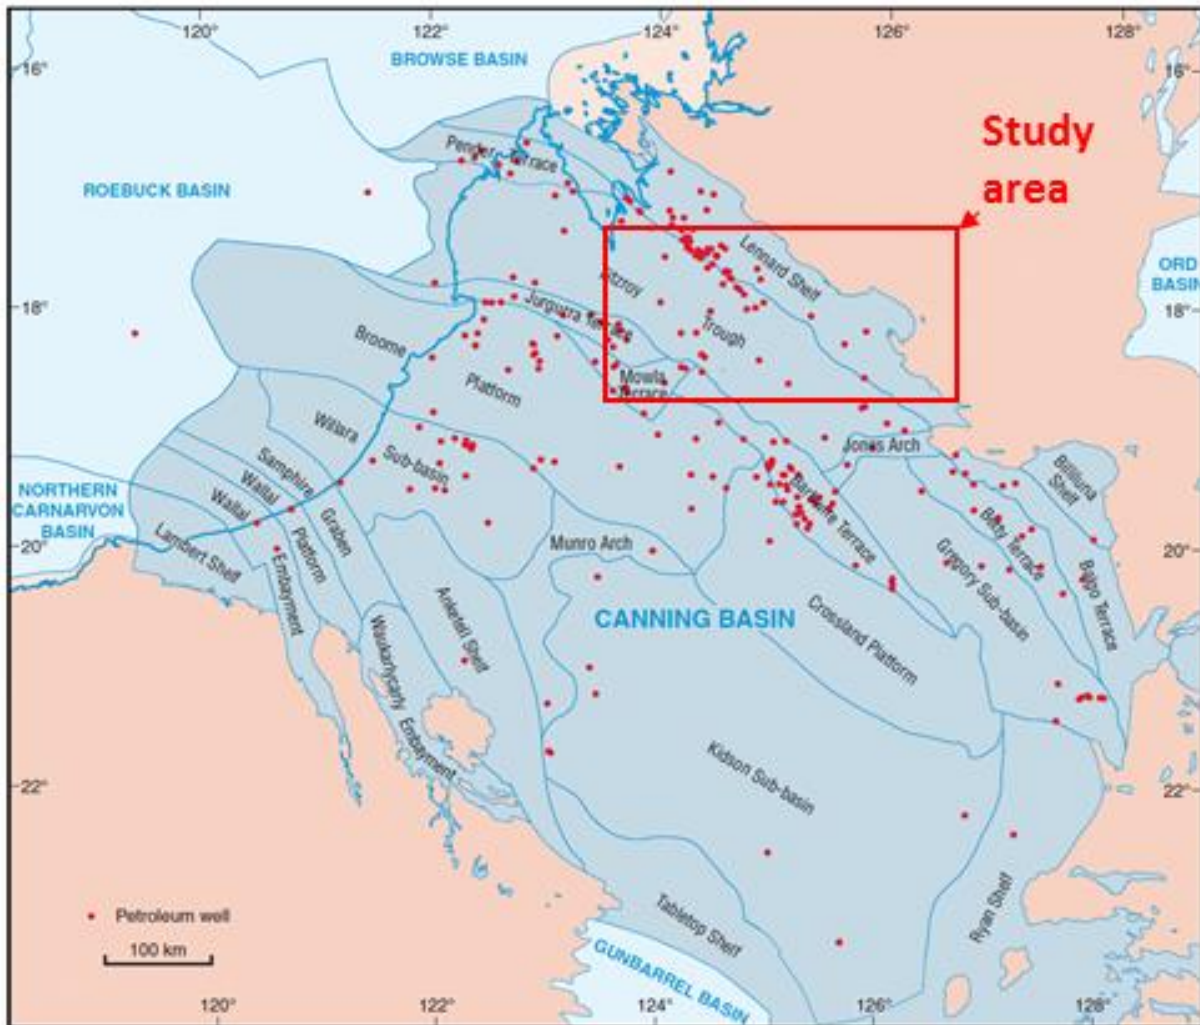 120°
122°
124°
126°
128°
16°
16°
BROWSE BASIN
Study
area
Pender Terrace
ROEBUCK BASIN
Lennard Shelf
ORD
BASIN
Fitzroy
Trough
18°
18°
Jurgurra Terrace
Broome
Platform
Mowla
Terrace
Willara
Sub-basin
Jones Arch
Samphire
Graben
Billiluna
Shelf
NORTHERN
CARNARVON
BASIN
Wallal
Platform
Wallal
Embayment
Barbwire Terrace
Lambert Shelf
Munro Arch
Betty Terrace
20°
20°
Gregory Sub-basin
Balgo Terrace
Anketell Shelf
CANNING BASIN
Crossland Platform
Waukarlycarly
Embayment
Kidson Sub-basin
22°
22°
Petroleum well
100 km
Tabletop Shelf
Ryan Shelf
GUNBARREL BASIN
120°
122°
124°
126°
128°